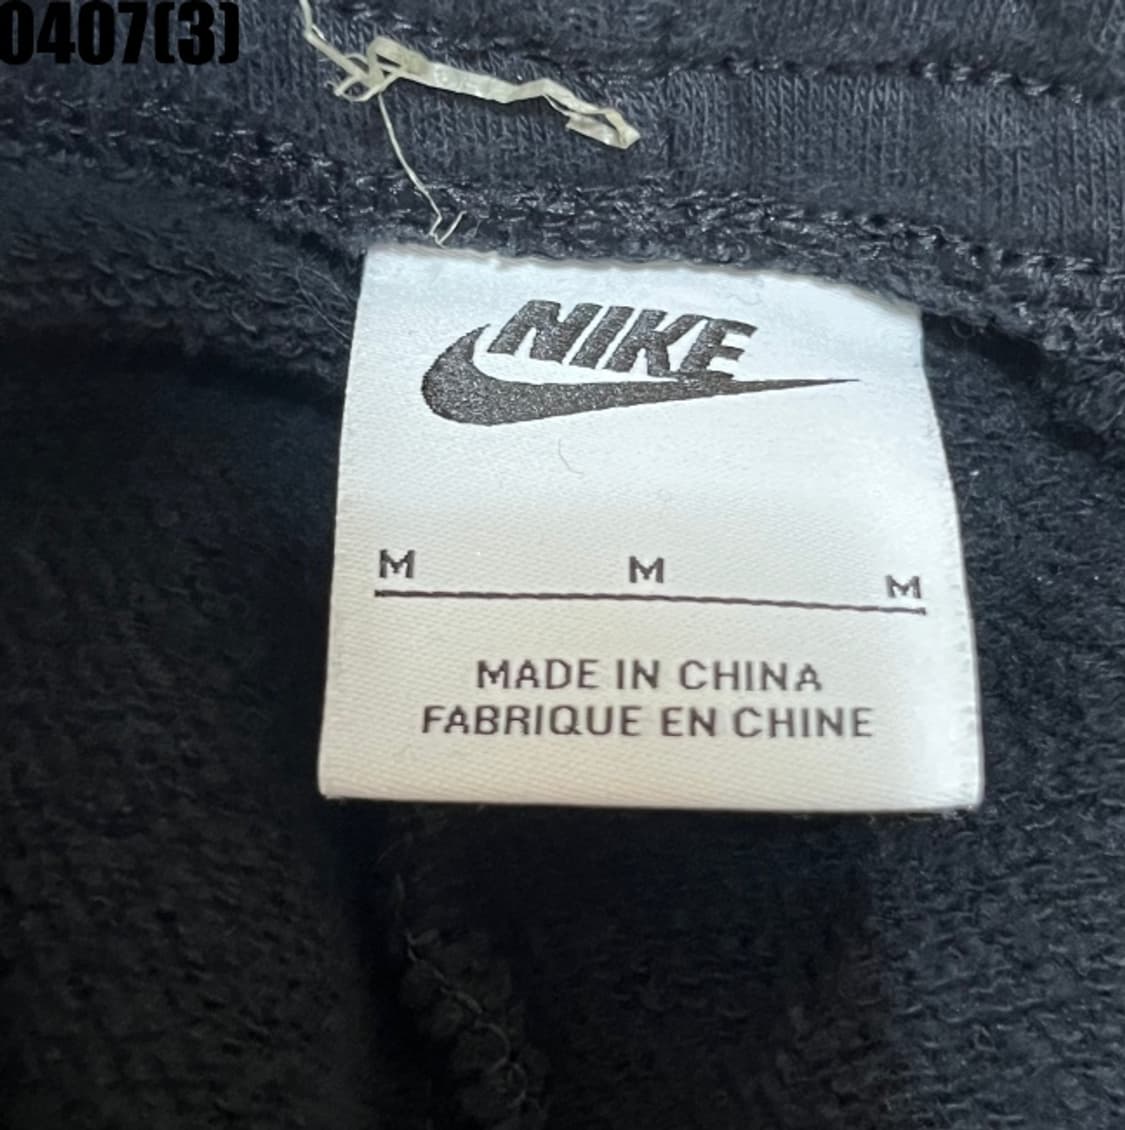 0407(3)
NIKE
M M M
MADE IN CHINA
FABRIQUE EN CHINE